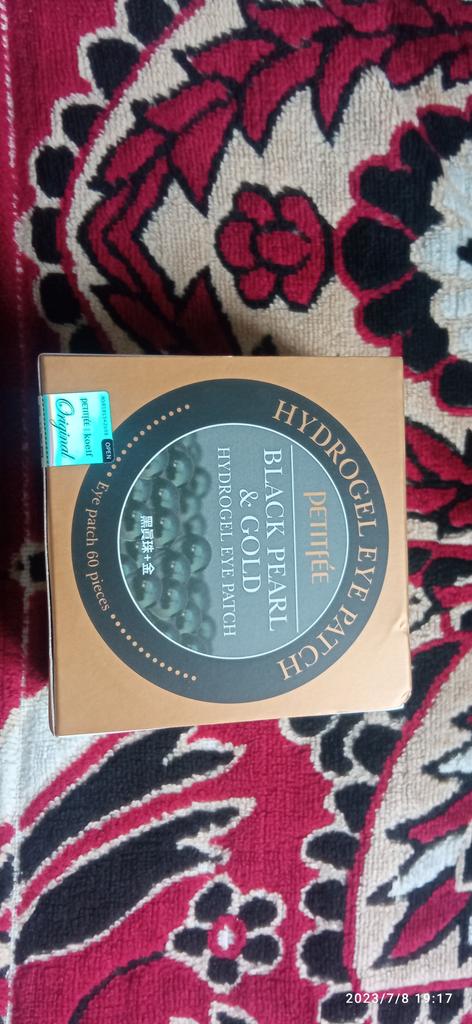 HYDROGEL EYE PATCH
PETITFÉE
BLACK PEARL
& GOLD
HYDROGEL EYE PATCH
黑眞珠+金
Eye patch 60 pieces
OPEN
PETITFÉE koelf
Original
2023/7/8 19:17